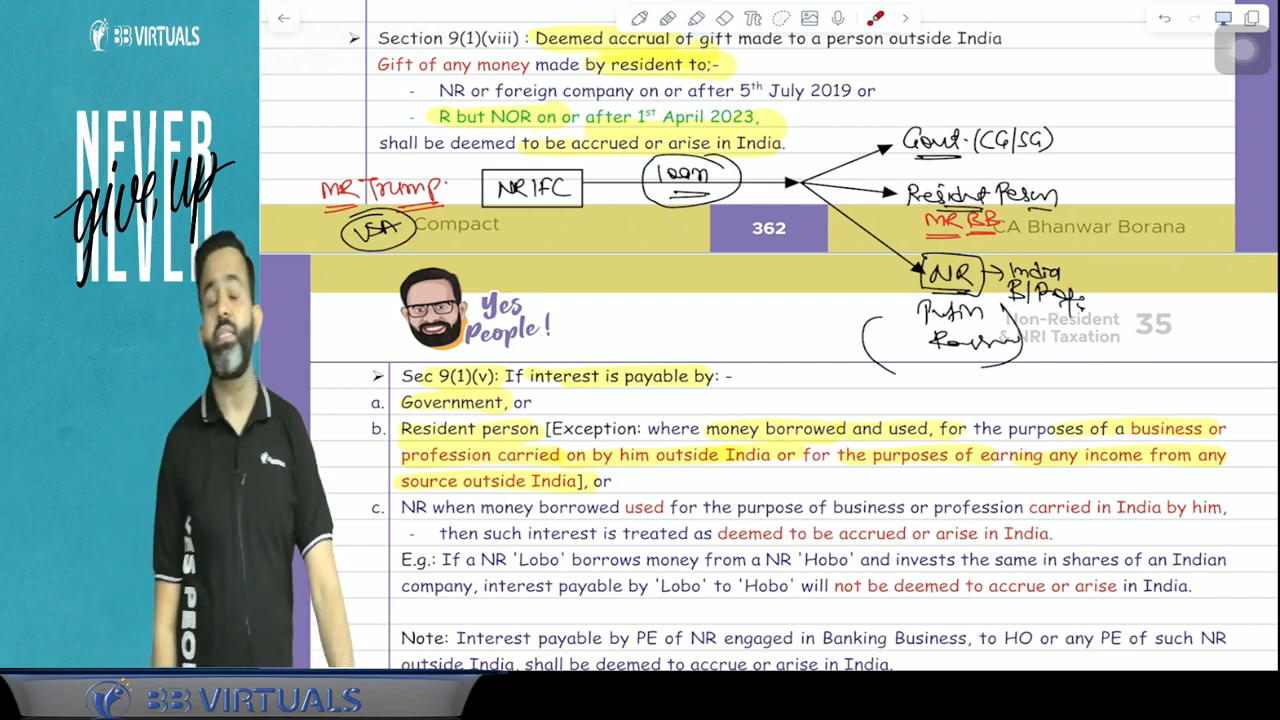 BB VIRTUALS
NEVER
give up
NEVER
Section 9(1)(viii) : Deemed accrual of gift made to a person outside India
Gift of any money made by resident to;-
- NR or foreign company on or after 5th July 2019 or
- R but NOR on or after 1st April 2023,
shall be deemed to be accrued or arise in India.
Govt. (CG/SG)
MR Trump.
NR/FC
loan
Resident Person
USA
Compact
362
MR BB
CA Bhanwar Borana
NR → India
B/Profs
Yes
People!
Non-Resident
& NRI Taxation
35
Sec 9(1)(v): If interest is payable by: -
a. Government, or
b. Resident person [Exception: where money borrowed and used, for the purposes of a business or
profession carried on by him outside India or for the purposes of earning any income from any
source outside India], or
c. NR when money borrowed used for the purpose of business or profession carried in India by him,
- then such interest is treated as deemed to be accrued or arise in India.
E.g.: If a NR 'Lobo' borrows money from a NR 'Hobo' and invests the same in shares of an Indian
company, interest payable by 'Lobo' to 'Hobo' will not be deemed to accrue or arise in India.
Note: Interest payable by PE of NR engaged in Banking Business, to HO or any PE of such NR
outside India, shall be deemed to accrue or arise in India.
BB VIRTUALS